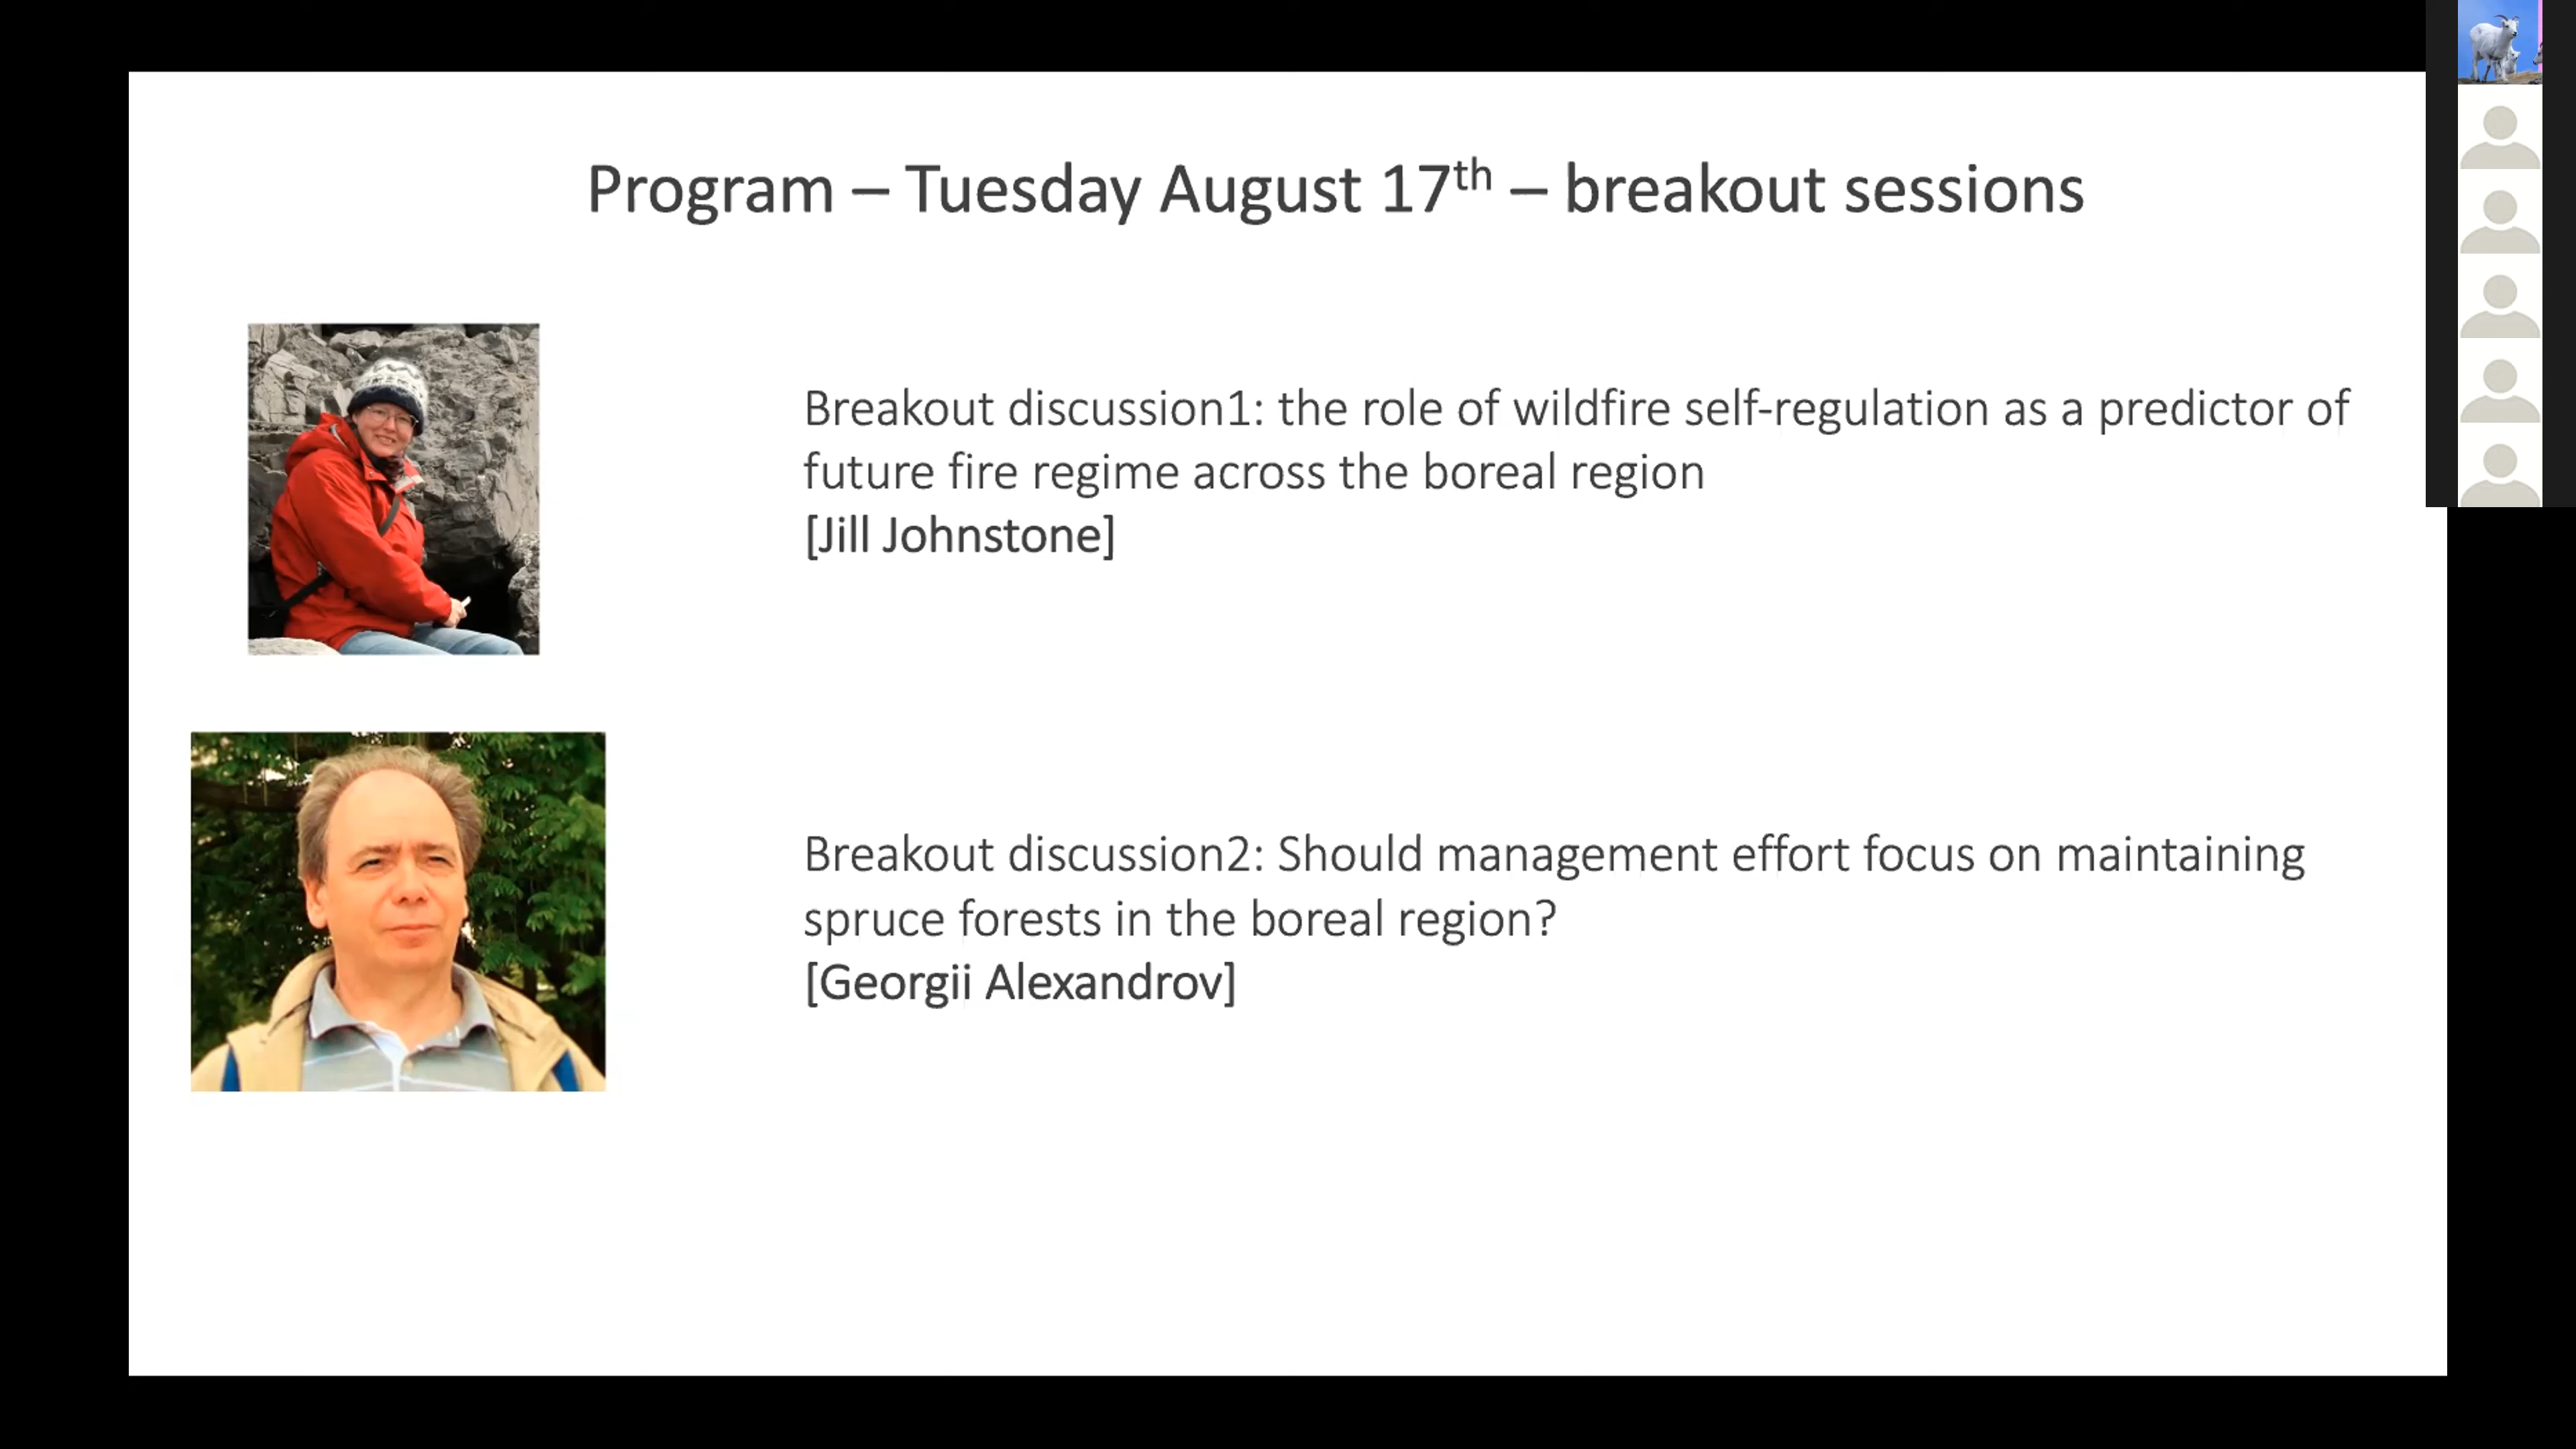 Program – Tuesday August 17th – breakout sessions
Breakout discussion1: the role of wildfire self-regulation as a predictor of
future fire regime across the boreal region
[Jill Johnstone]
Breakout discussion2: Should management effort focus on maintaining
spruce forests in the boreal region?
[Georgii Alexandrov]